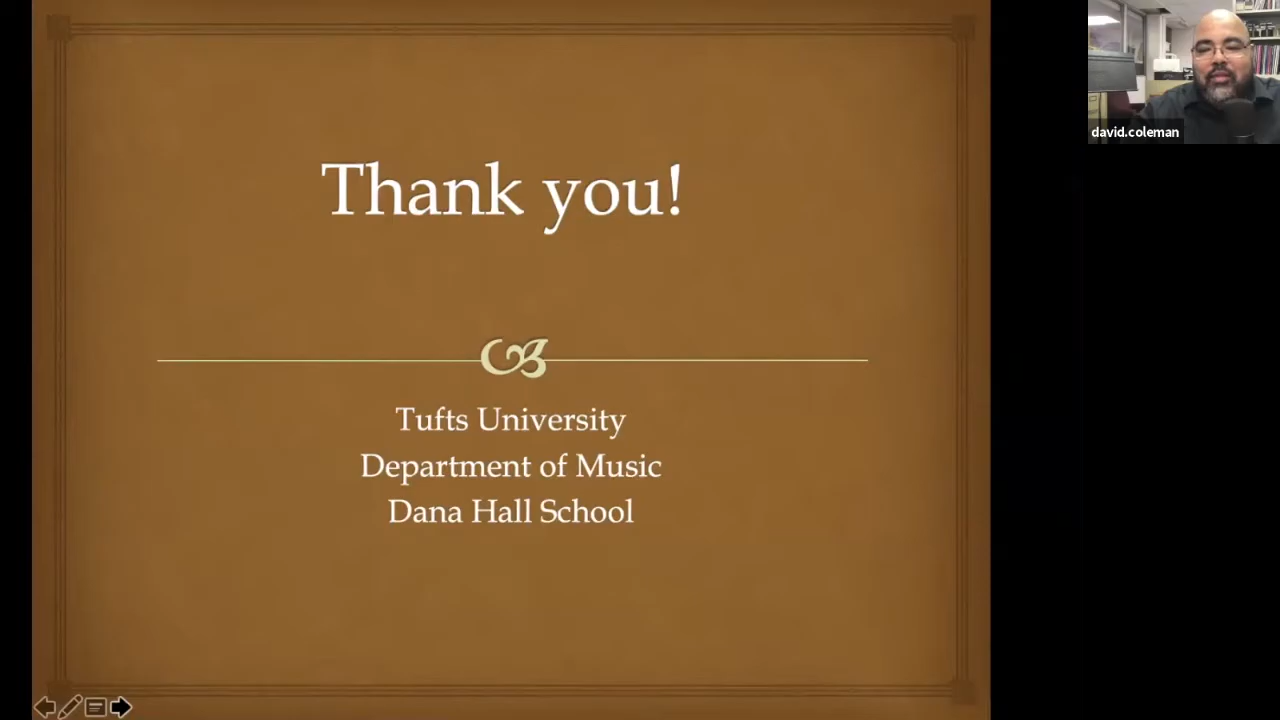 Thank you!
Tufts University
Department of Music
Dana Hall School
david.coleman